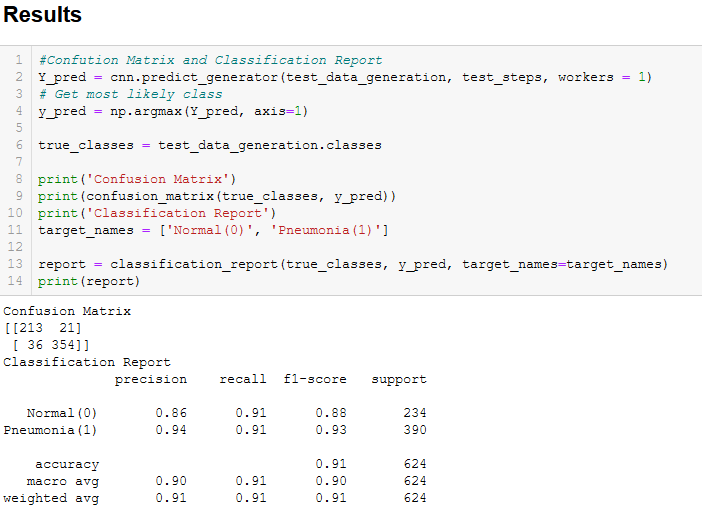 Results
1 #Confution Matrix and Classification Report
2 Y_pred = cnn.predict_generator(test_data_generation, test_steps, workers = 1)
3 # Get most likely class
4 y_pred = np.argmax(Y_pred, axis=1)
5
6 true_classes = test_data_generation.classes
7
8 print('Confusion Matrix')
9 print(confusion_matrix(true_classes, y_pred))
10 print('Classification Report')
11 target_names = ['Normal(0)', 'Pneumonia(1)']
12
13 report = classification_report(true_classes, y_pred, target_names=target_names)
14 print(report)
Confusion Matrix
[[213  21]
 [ 36 354]]
Classification Report
              precision    recall  f1-score   support
   Normal(0)       0.86      0.91      0.88       234
Pneumonia(1)       0.94      0.91      0.93       390
    accuracy                           0.91       624
   macro avg       0.90      0.91      0.90       624
weighted avg       0.91      0.91      0.91       624